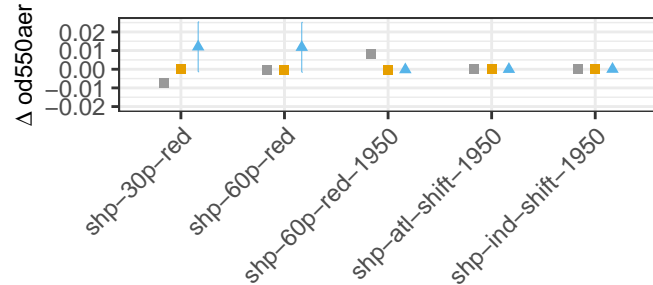 Δ od550aer
0.02
0.01
0.00
−0.01
−0.02
shp−30p−red
shp−60p−red
shp−60p−red−1950
shp−atl−shift−1950
shp−ind−shift−1950